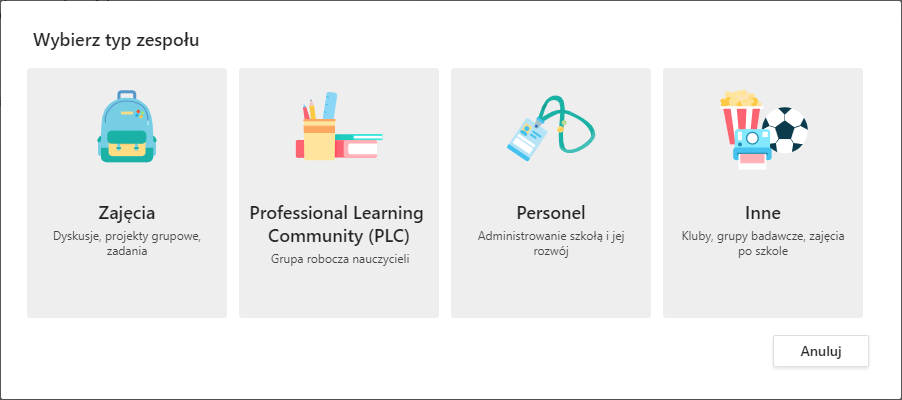 Wybierz typ zespołu
Zajęcia
Dyskusje, projekty grupowe,
zadania
Professional Learning
Community (PLC)
Grupa robocza nauczycieli
Personel
Administrowanie szkołą i jej
rozwój
Inne
Kluby, grupy badawcze, zajęcia
po szkole
Anuluj